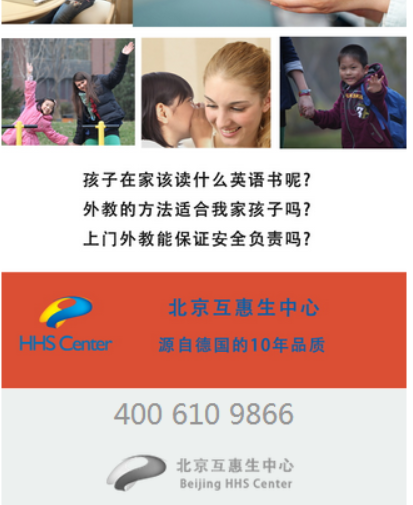 孩子在家该读什么英语书呢?
外教的方法适合我家孩子吗?
上门外教能保证安全负责吗?
北京互惠生中心
HHS Center
源自德国的10年品质
400 610 9866
北京互惠生中心
Beijing HHS Center